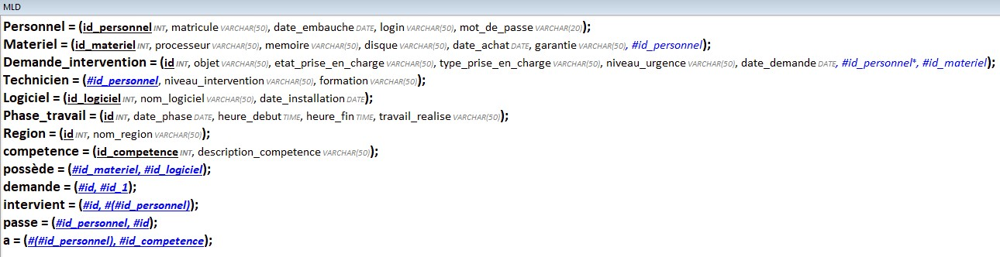 MLD
Personnel = (id_personnel INT, matricule VARCHAR(50), date_embauche DATE, login VARCHAR(50), mot_de_passe VARCHAR(20));
Materiel = (id_materiel INT, processeur VARCHAR(50), memoire VARCHAR(50), disque VARCHAR(50), date_achat DATE, garantie VARCHAR(50), #id_personnel);
Demande_intervention = (id INT, objet VARCHAR(50), etat_prise_en_charge VARCHAR(50), type_prise_en_charge VARCHAR(50), niveau_urgence VARCHAR(50), date_demande DATE, #id_personnel*, #id_materiel);
Technicien = (#id_personnel, niveau_intervention VARCHAR(50), formation VARCHAR(50));
Logiciel = (id_logiciel INT, nom_logiciel VARCHAR(50), date_installation DATE);
Phase_travail = (id INT, date_phase DATE, heure_debut TIME, heure_fin TIME, travail_realise VARCHAR(50));
Region = (id INT, nom_region VARCHAR(50));
competence = (id_competence INT, description_competence VARCHAR(50));
possède = (#id_materiel, #id_logiciel);
demande = (#id, #id_1);
intervient = (#id, #(#id_personnel));
passe = (#id_personnel, #id);
a = (#(#id_personnel), #id_competence);